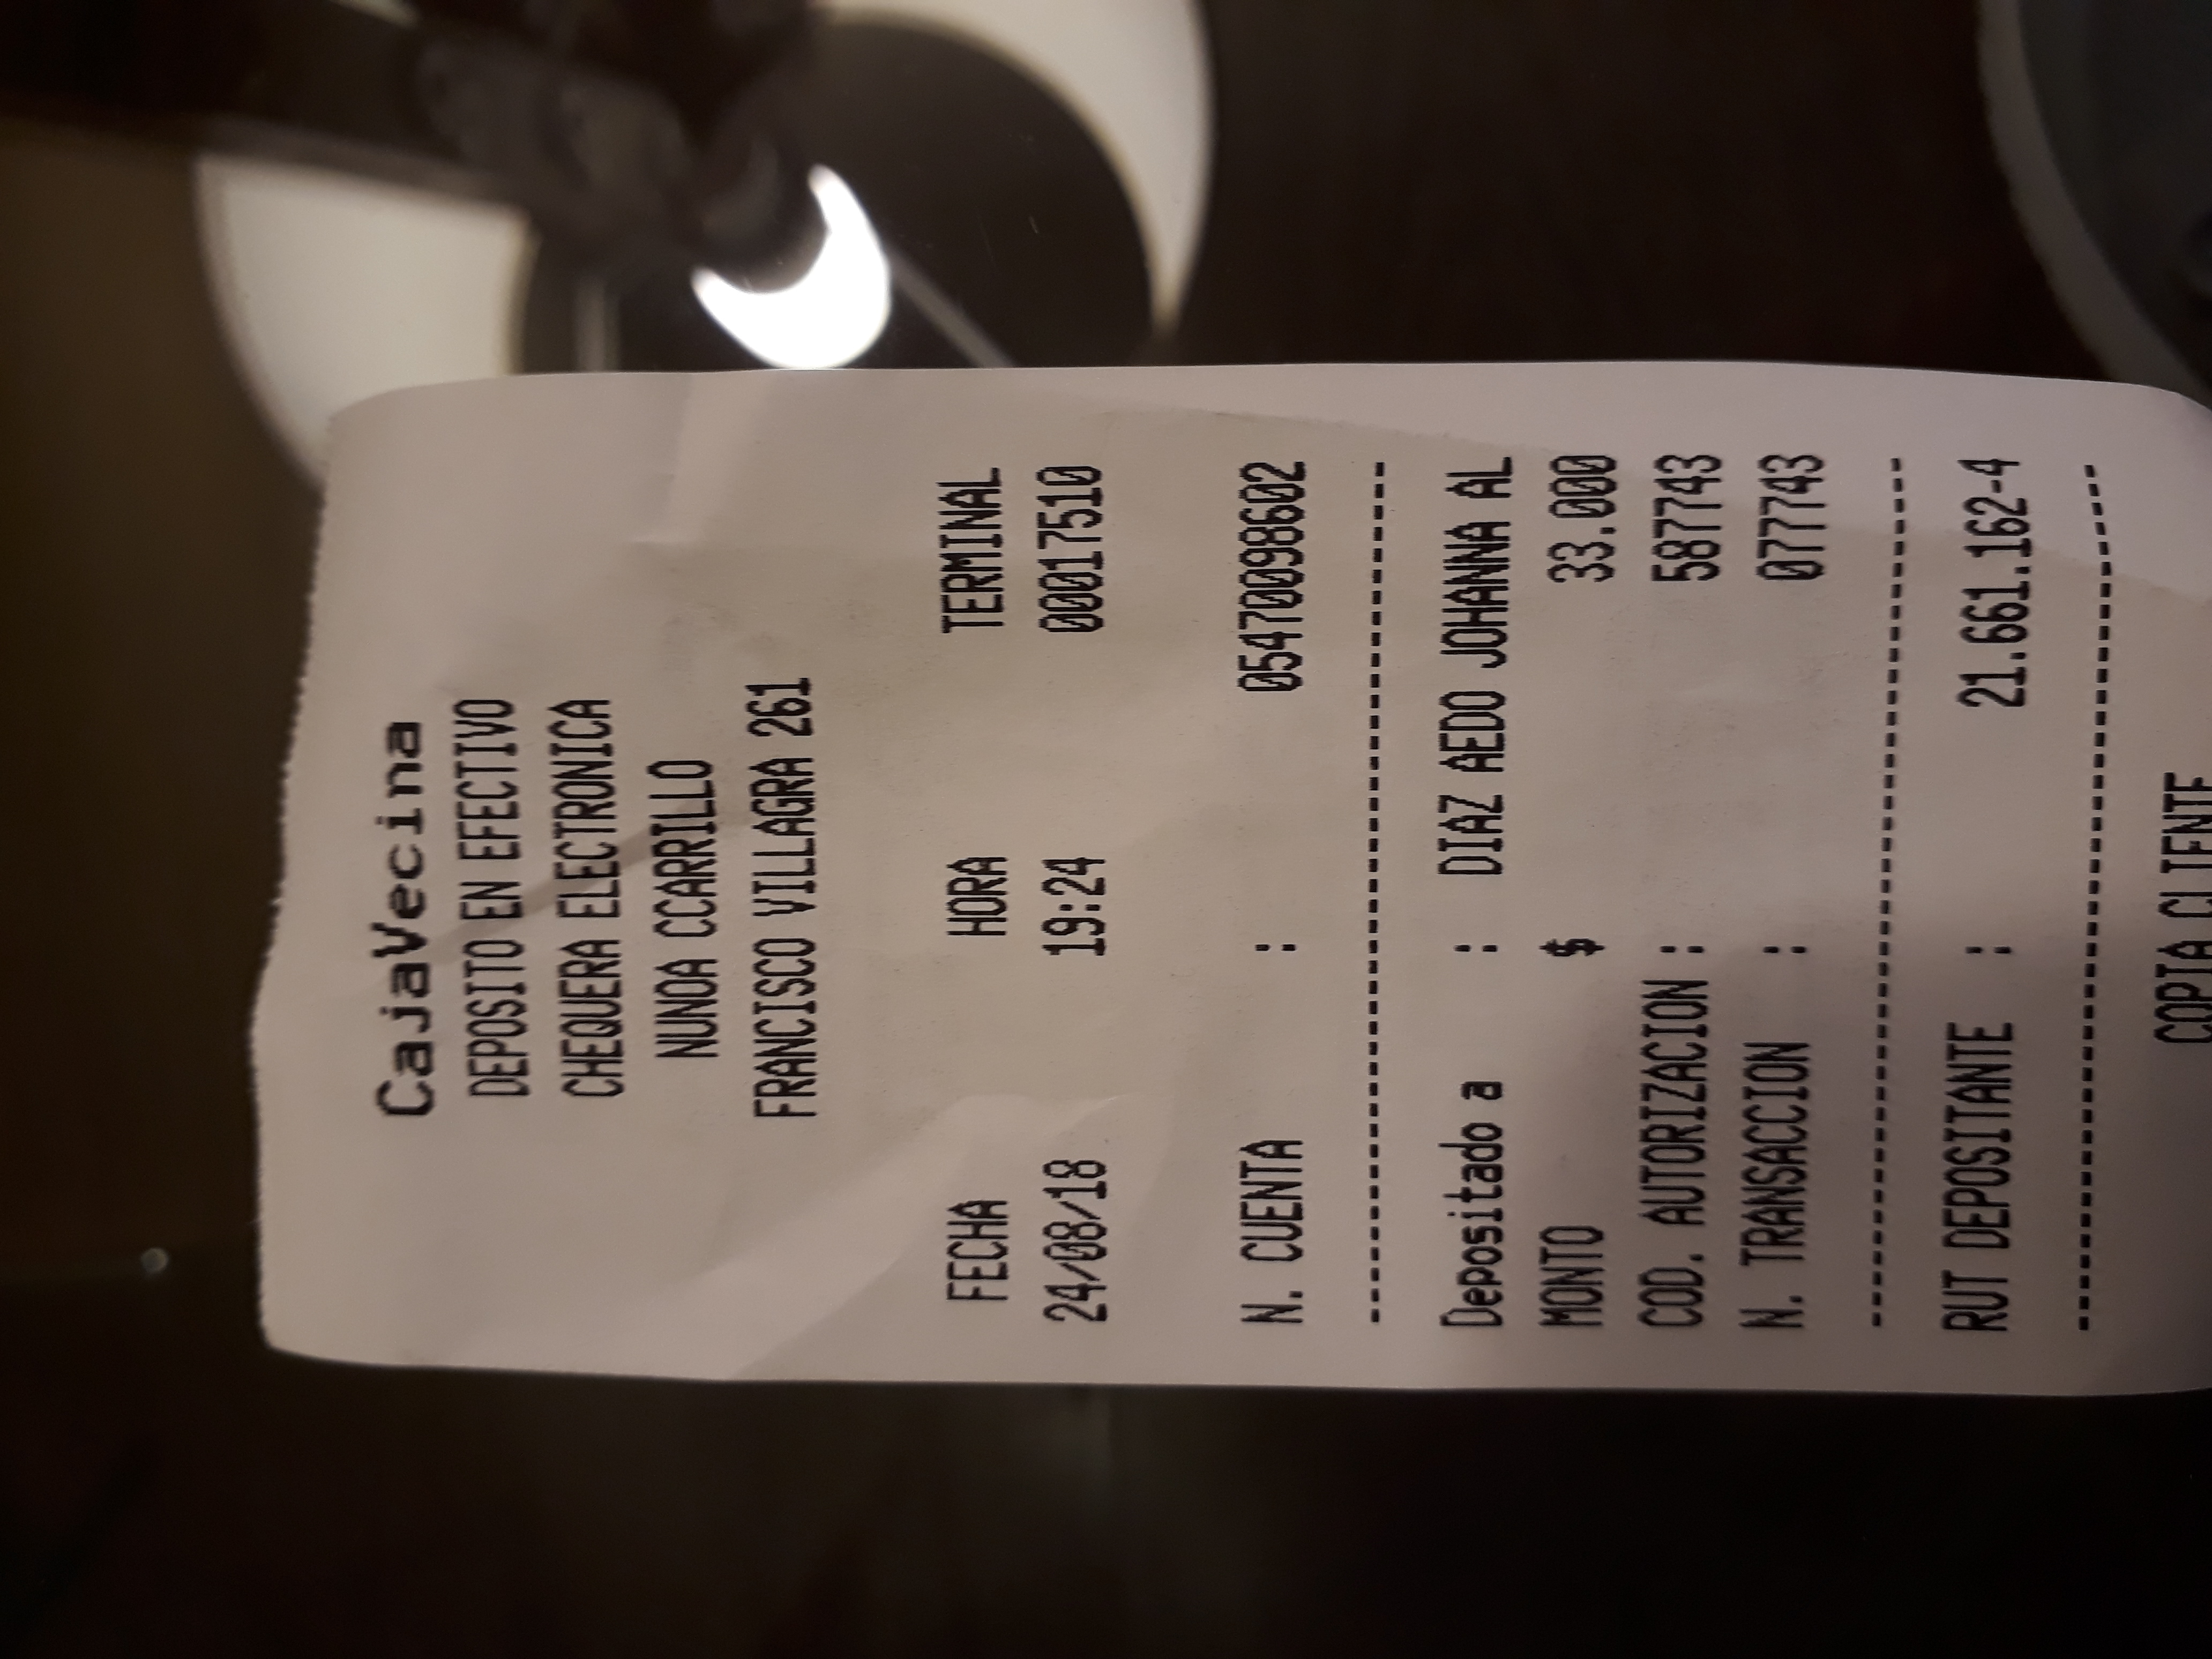 CajaVecina
DEPOSITO EN EFECTIVO
CHEQUERA ELECTRONICA
NUNOA CCARRILLO
FRANCISCO VILLAGRA 261
FECHA HORA TERMINAL
24/08/18 19:24 00017510
N. CUENTA : 05470098602
----------------------------------------
Depositado a : DIAZ AEDO JOHANNA AL
MONTO $ 33.000
COD. AUTORIZACION : 587743
N. TRANSACCION : 077743
----------------------------------------
RUT DEPOSITANTE : 21.661.162-4
----------------------------------------
COPIA CLIENTE